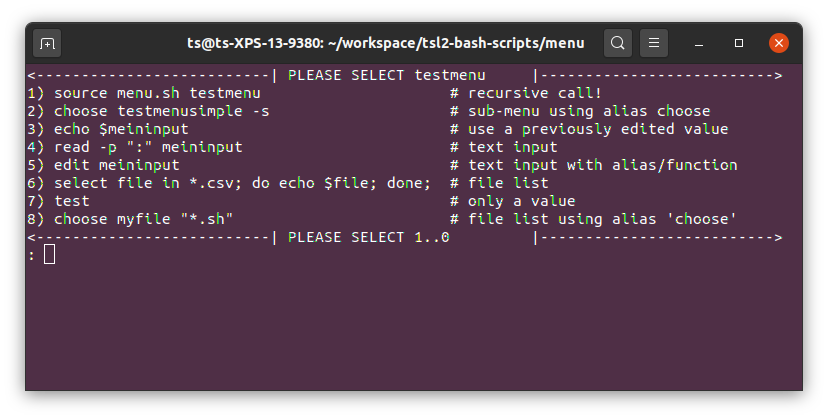 ts@ts-XPS-13-9380: ~/workspace/tsl2-bash-scripts/menu
<--------------------------| PLEASE SELECT testmenu     |-------------------------->
1) source menu.sh testmenu                     # recursive call!
2) choose testmenusimple -s                    # sub-menu using alias choose
3) echo $meininput                             # use a previously edited value
4) read -p ":" meininput                       # text input
5) edit meininput                              # text input with alias/function
6) select file in *.csv; do echo $file; done;  # file list
7) test                                        # only a value
8) choose myfile "*.sh"                        # file list using alias 'choose'
<--------------------------| PLEASE SELECT 1..0         |-------------------------->
: